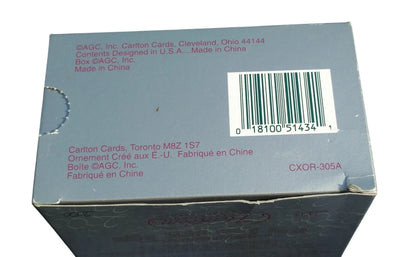 ©AGC, Inc. Carlton Cards, Cleveland, Ohio 44144
Contents Designed in U.S.A., Made in China
Box ©AGC, Inc.
Made in China
0 18100 51434 1
Carlton Cards, Toronto M8Z 1S7
Ornement Créé aux É.-U. Fabriqué en Chine
Boîte ©AGC, Inc.
Fabriqué en Chine
CXOR-305A